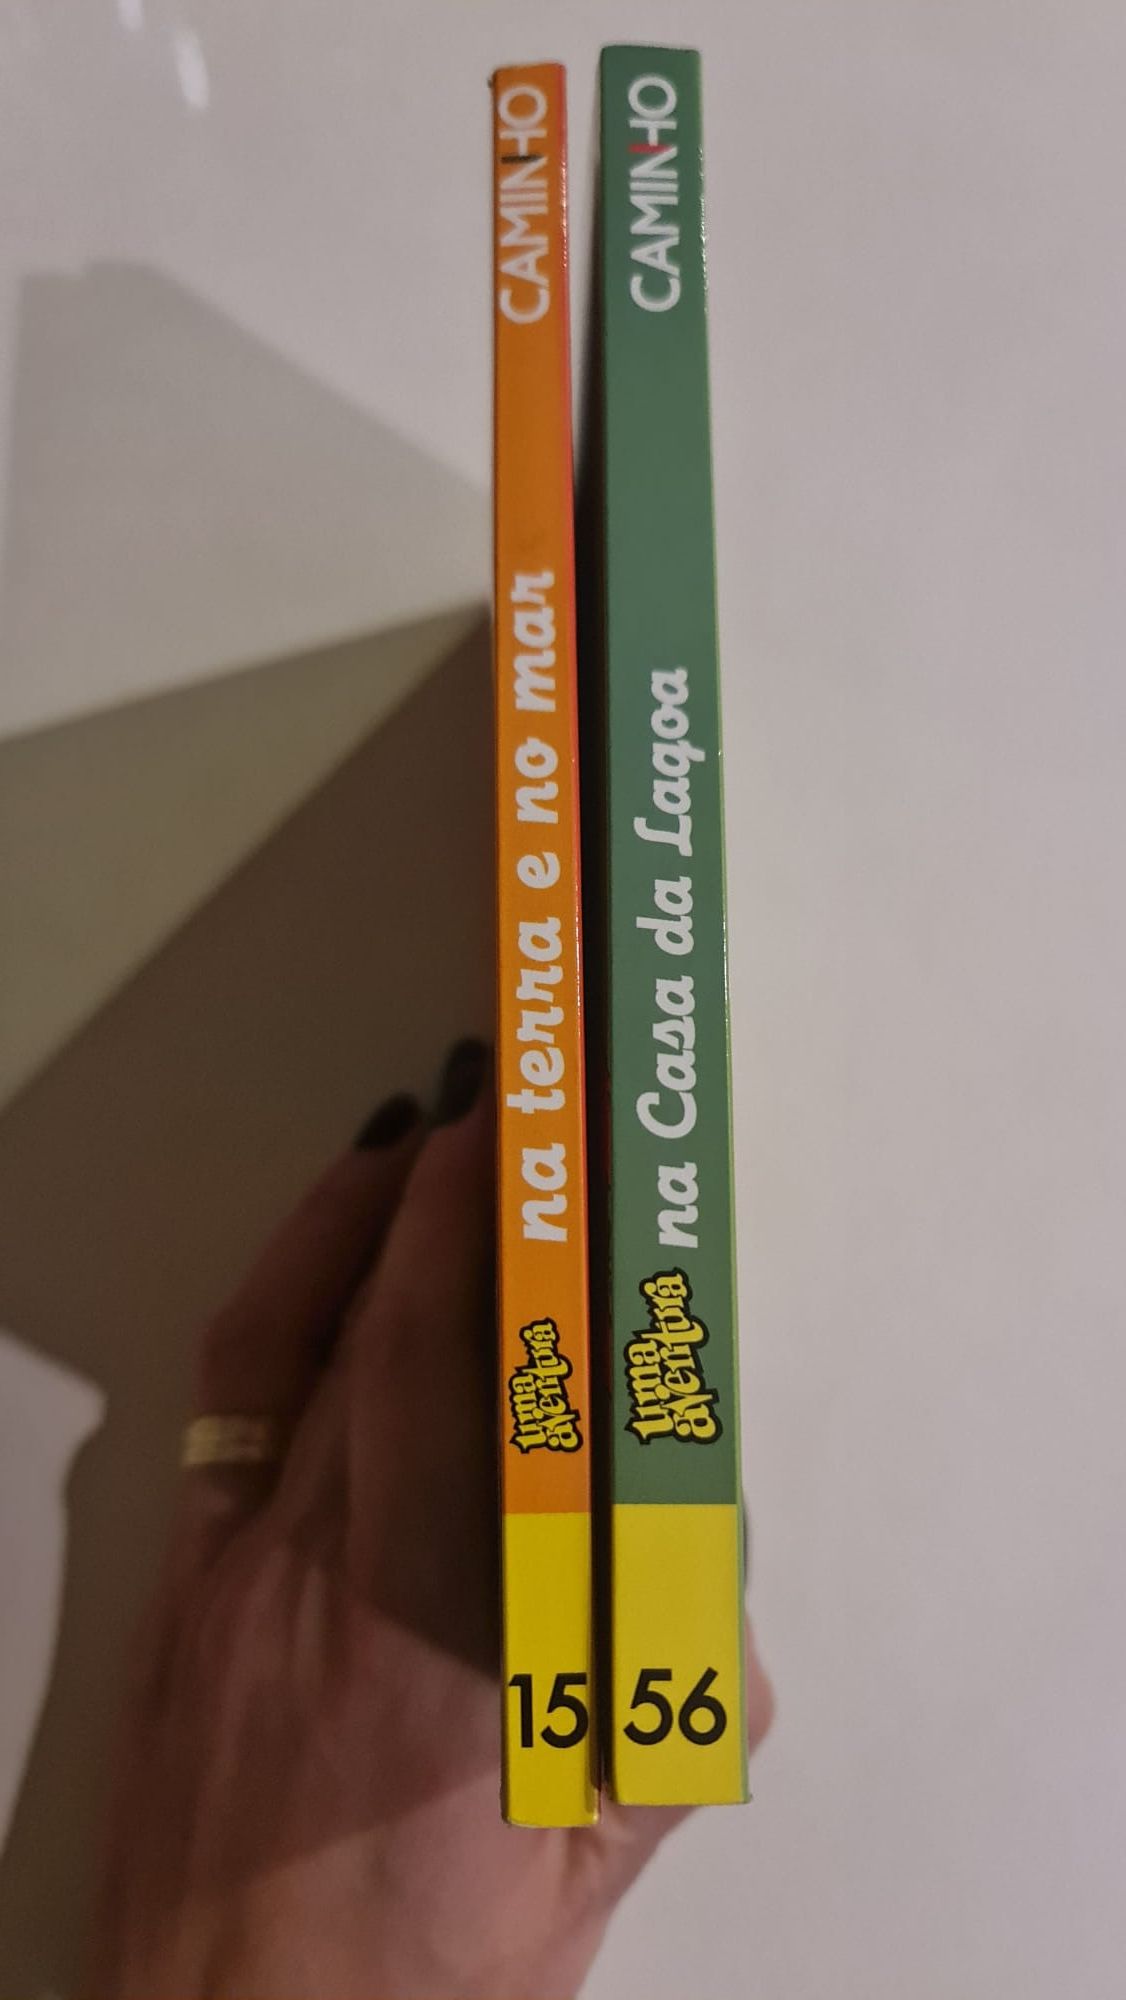 15
uma
aventura
na terra e no mar
CAMINHO
56
uma
aventura
na Casa da Lagoa
CAMINHO